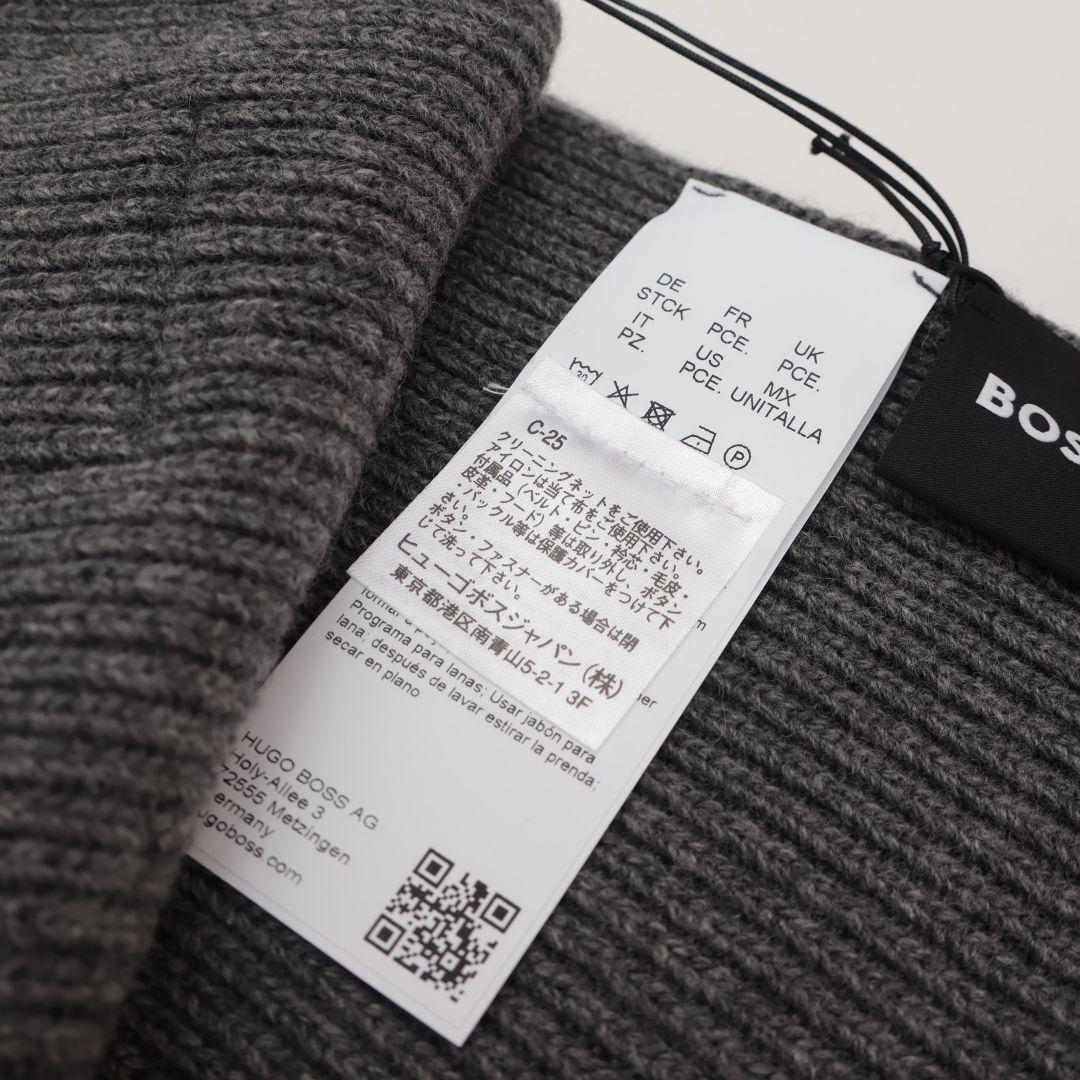 DE
STCK
IT
PZ.
FR
PCE.
US
PCE.
UK
PCE.
MX
UNITALLA
30
P
C-25
クリーニングネットをご使用下さい。
アイロンは当て布をご使用下さい。
付属品（ベルト・ピン・桧芯・毛皮・
皮革・フード）等は取り外し、ボタン
・バックル等は保護カバーをつけて下
さい。
ボタン・ファスナーがある場合は閉
じて洗って下さい。
ヒューゴボスジャパン(株)
東京都港区南青山5-2-1 3F
Programa para lanas; Usar jabón para
lana; después de lavar estirar la prenda;
secar en plano
HUGO BOSS AG
Holy-Allee 3
72555 Metzingen
ermany
ugoboss.com
BOS